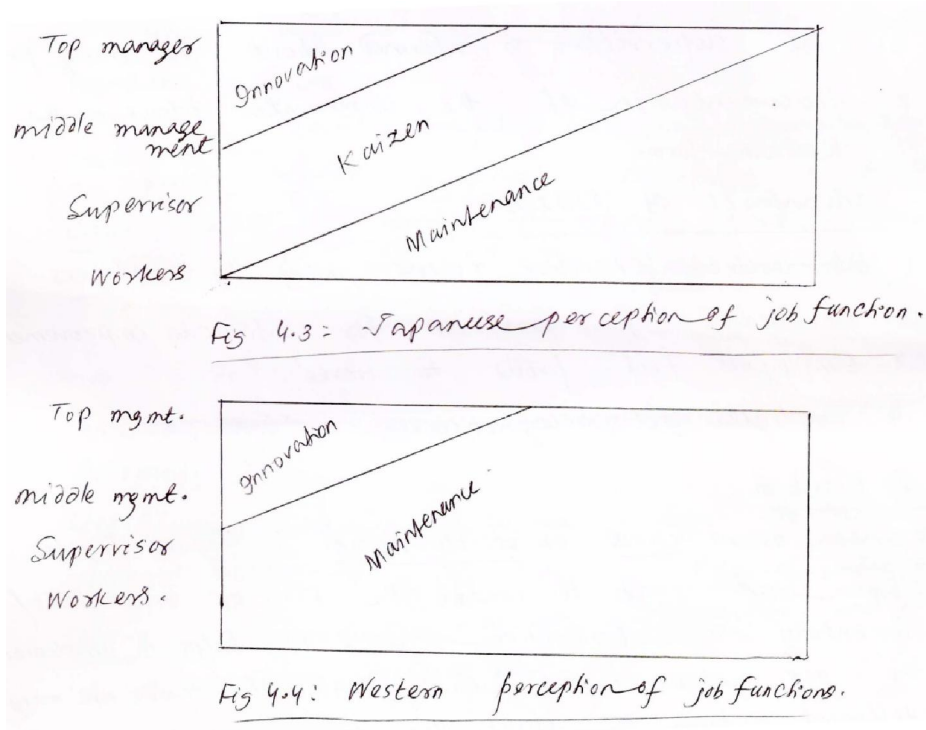 Top manager
Innovation
middle manage
ment
Kaizen
Supervisor
Maintenance
Workers
Fig 4.3: Japaneese perception of job function.
Top mgmt.
Innovation
middle mgmt.
Maintenance
Supervisor
Workers.
Fig 4.4: Western perception of job functions.